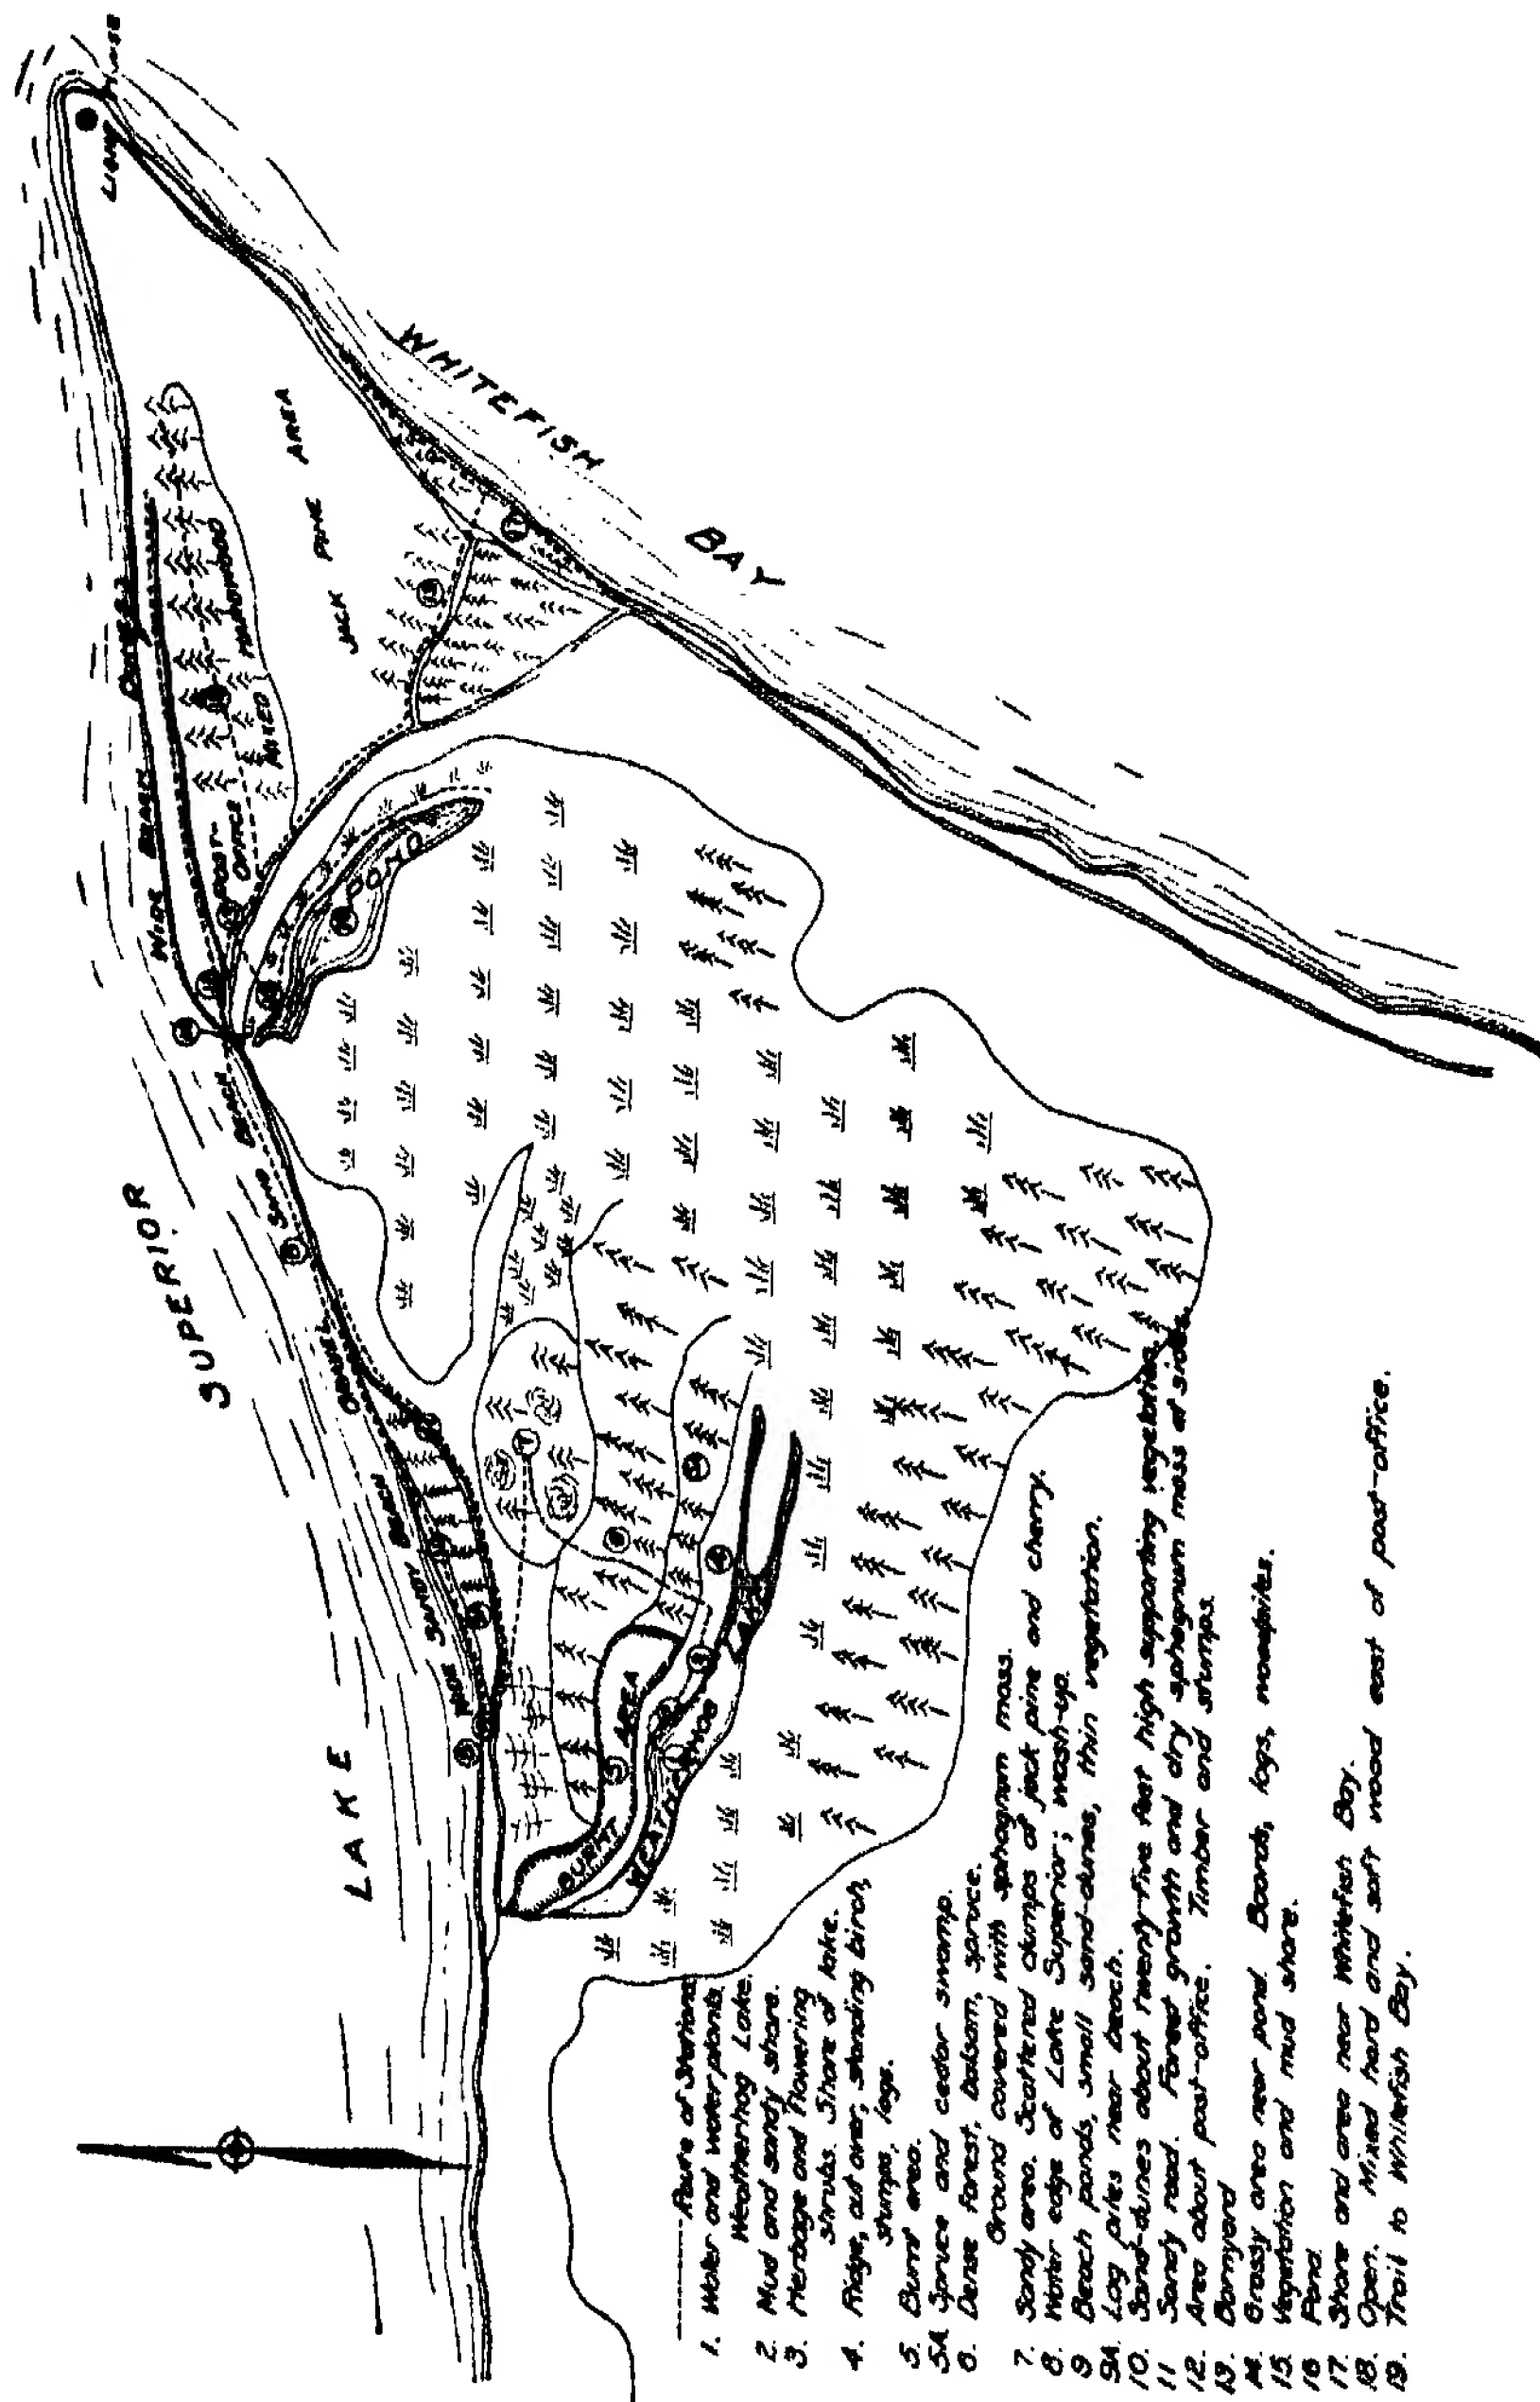 LAKE SUPERIOR
LIGHT HOUSE
WHITEFISH BAY
WIDE BEACH
JACK PINE AREA
MIXED HARDWOOD
POST-OFFICE
POND
SAND BEACH
GRAVEL
WIDE SANDY BEACH
BURNT AREA
WEATHERHOG LAKE
-------- Route of Stations
1. Water and water plants
Weatherhog Lake.
2. Mud and sandy shore.
3. Herbage and flowering
shrubs. Shore of lake.
4. Ridge, cut over, standing birch,
stumps, logs.
5. Burnt area.
5A. Spruce and cedar swamp.
6. Dense forest, balsam, spruce.
Ground covered with sphagnum moss.
7. Sandy area. Scattered clumps of jack pine and cherry.
8. Water edge of Lake Superior; wash-up.
9. Beach ponds, small sand-dunes, thin vegetation.
9A. Log piles near beach.
10. Sand-dunes about twenty-five feet high supporting vegetation.
11 Sandy road. Forest growth and dry sphagnum moss at sides.
12. Area about post-office. Timber and stumps.
13. Barnyard
14. Grassy area near pond. Boards, logs, woodpiles.
15. Vegetation and mud shore.
16 Pond
17. Shore and area near Whitefish Bay.
18. Open. Mixed hard and soft wood east of post-office.
19. Trail to Whitefish Bay.